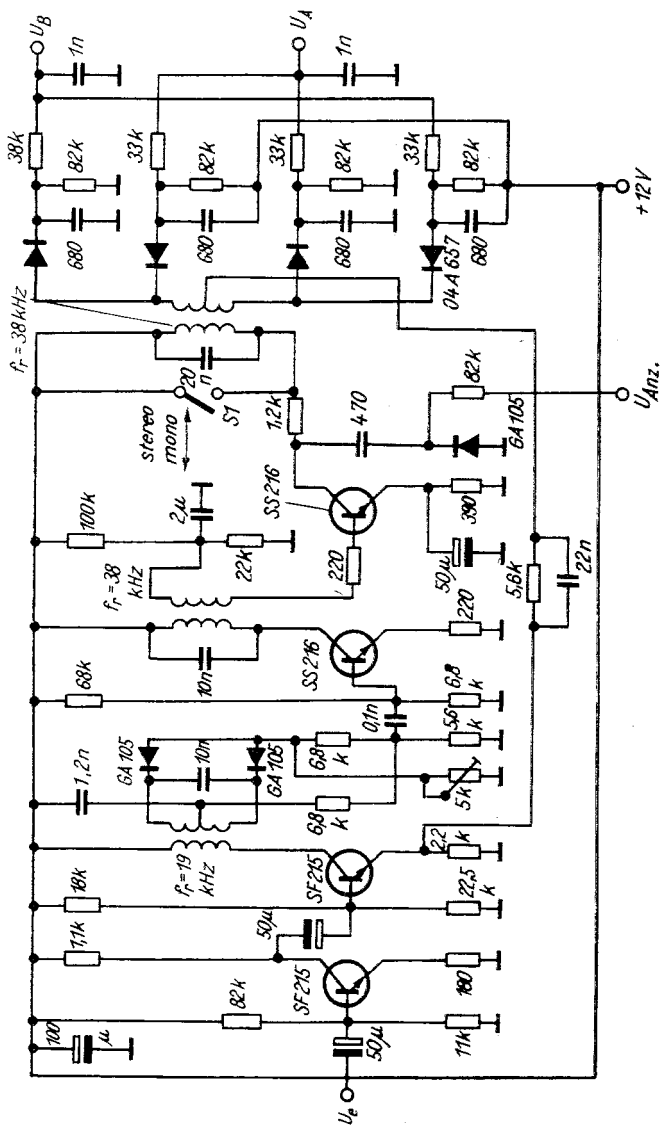 100
µ
82k
1,1k
18k
1,2n
68k
100k
fᵣ = 38 kHz
U_B
50µ
fᵣ = 19
kHz
GA105
10n
GA105
10n
fᵣ = 38
kHz
2µ
stereo
mono
S1
20
n
680
82k
38k
1n
680
82k
33k
U_e
50µ
SF215
SF215
6,8
k
6,8
k
0,1n
SS216
22k
220
SS216
1,2k
470
680
82k
33k
U_A
1n
11k
180
22,5
k
2,2
k
5k
5,6
k
6,8
k
220
50µ
390
GA105
82k
04A657
680
82k
33k
5,8k
22n
U_Anz.
+12V